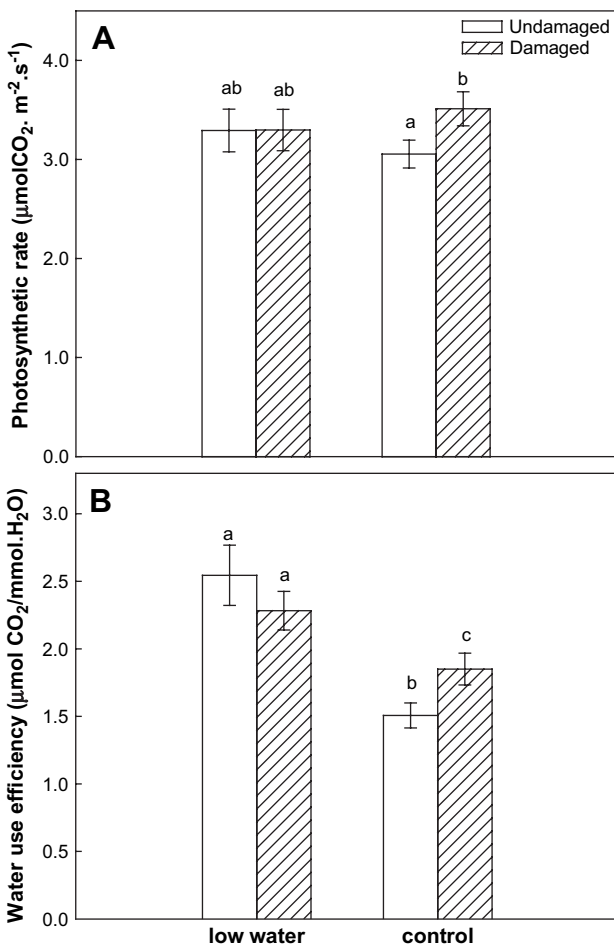 A
Undamaged
Damaged
Photosynthetic rate (μmolCO₂. m⁻².s⁻¹)
4.0
3.0
2.0
1.0
0.0
ab
ab
a
b
B
Water use efficiency (μmol CO₂/mmol.H₂O)
3.0
2.5
2.0
1.5
1.0
0.5
0.0
a
a
b
c
low water
control